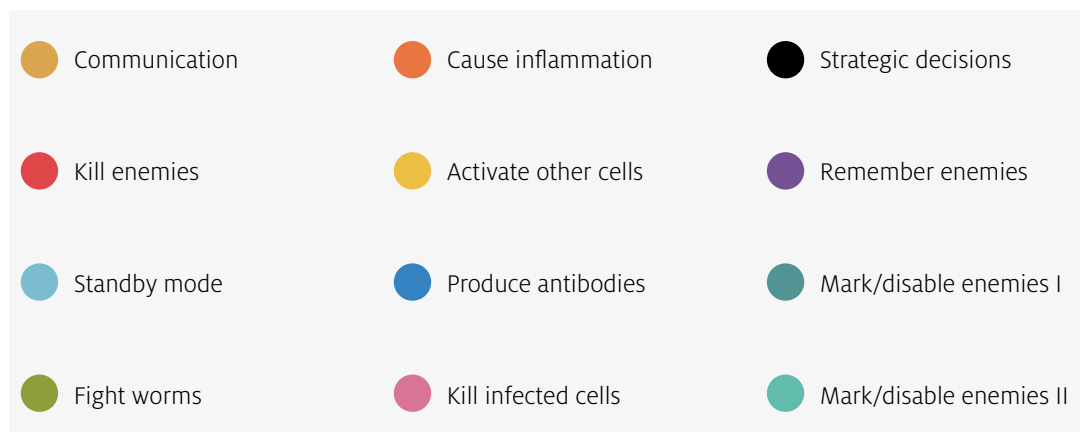 Communication
Cause inflammation
Strategic decisions
Kill enemies
Activate other cells
Remember enemies
Standby mode
Produce antibodies
Mark/disable enemies I
Fight worms
Kill infected cells
Mark/disable enemies II